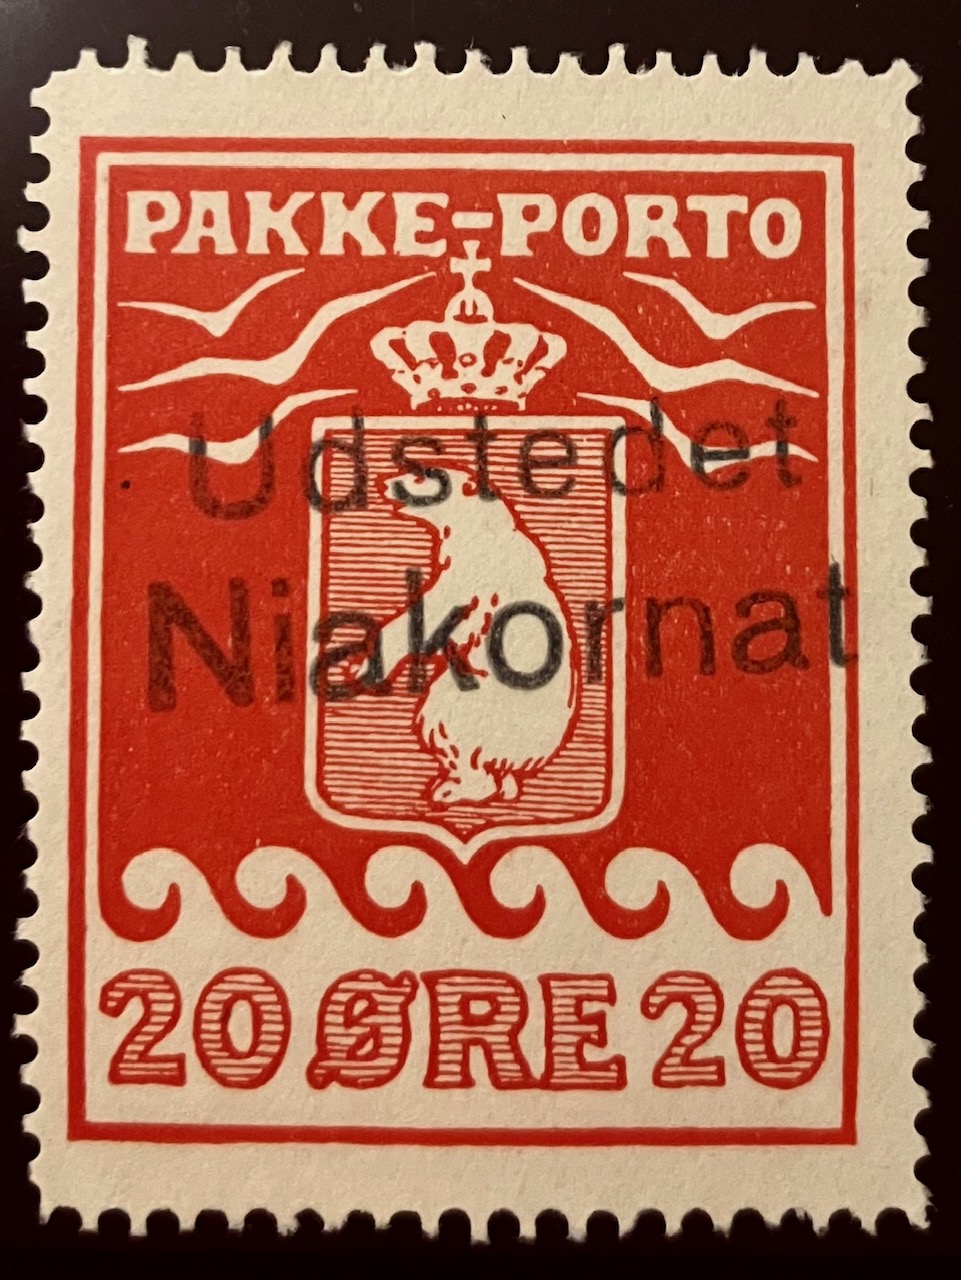 PAKKE-PORTO
Udstedet
Niakornat
20 ØRE 20